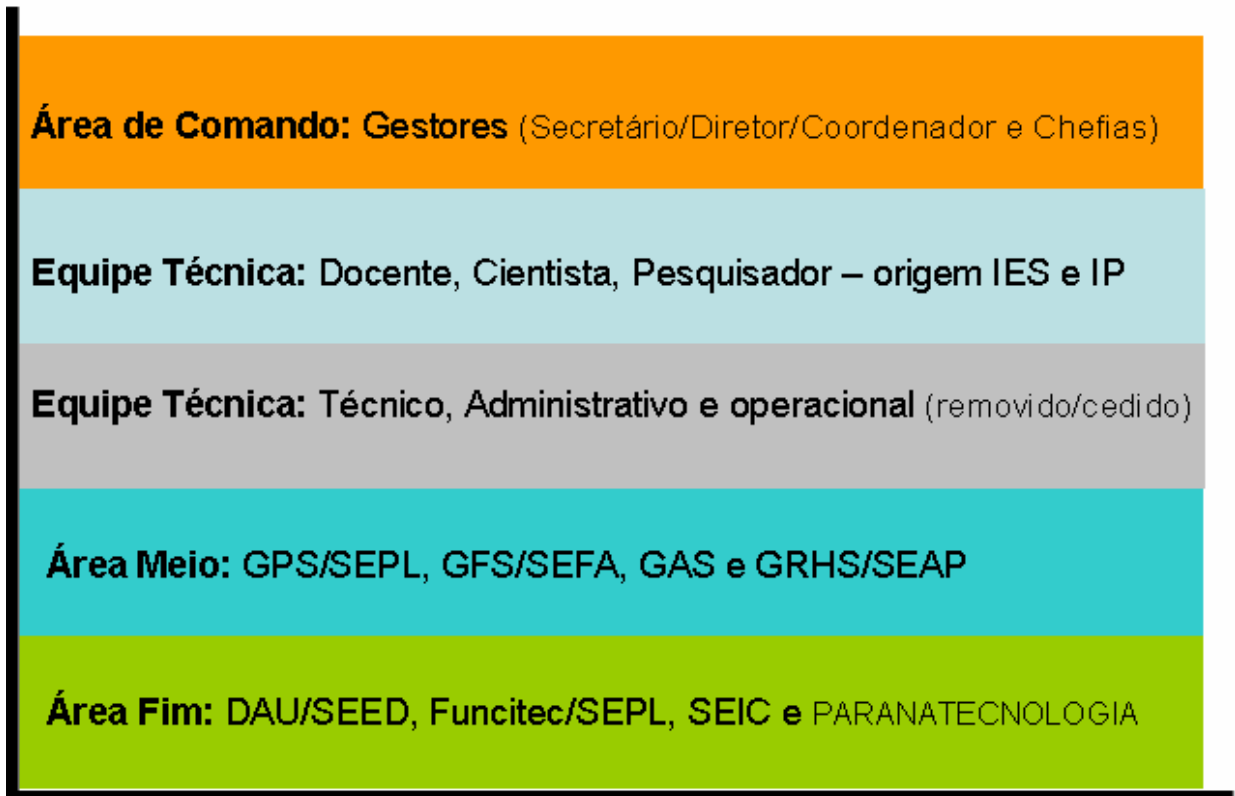 Área de Comando: Gestores (Secretário/Diretor/Coordenador e Chefias)
Equipe Técnica: Docente, Cientista, Pesquisador – origem IES e IP
Equipe Técnica: Técnico, Administrativo e operacional (removido/cedido)
Área Meio: GPS/SEPL, GFS/SEFA, GAS e GRHS/SEAP
Área Fim: DAU/SEED, Funcitec/SEPL, SEIC e PARANATECNOLOGIA